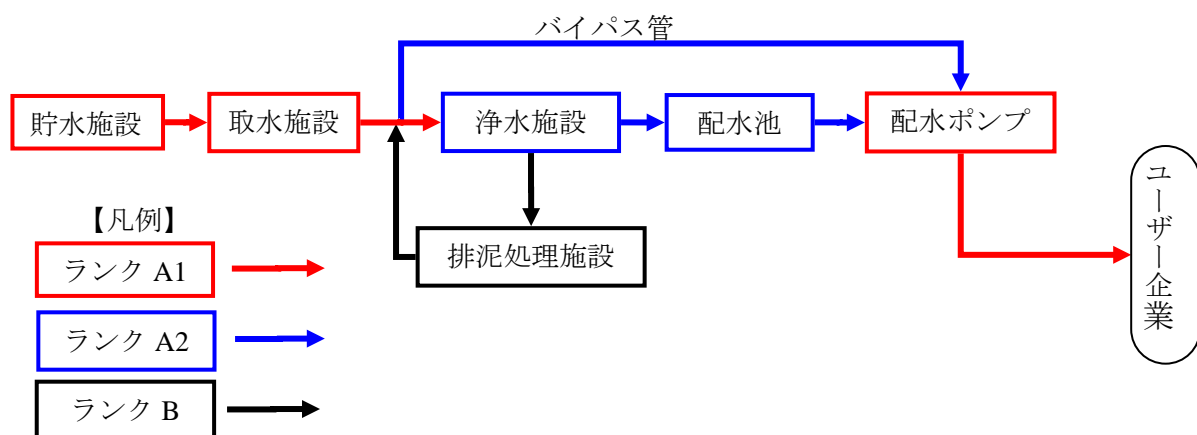 バイパス管
貯水施設
取水施設
浄水施設
配水池
配水ポンプ
ユーザー企業
排泥処理施設
【凡例】
ランク A1
ランク A2
ランク B